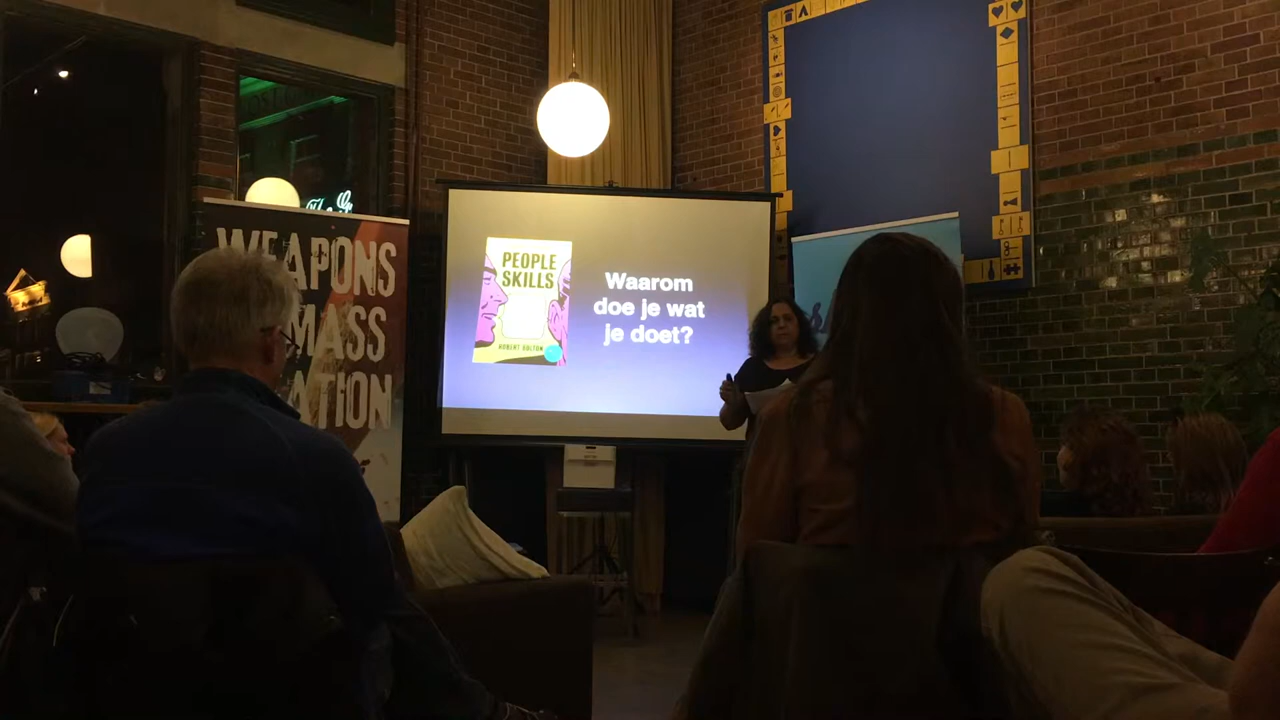 WEAPONS
MASS
ATION
PEOPLE
SKILLS
ROBERT BOLTON
Waarom
doe je wat
je doet?